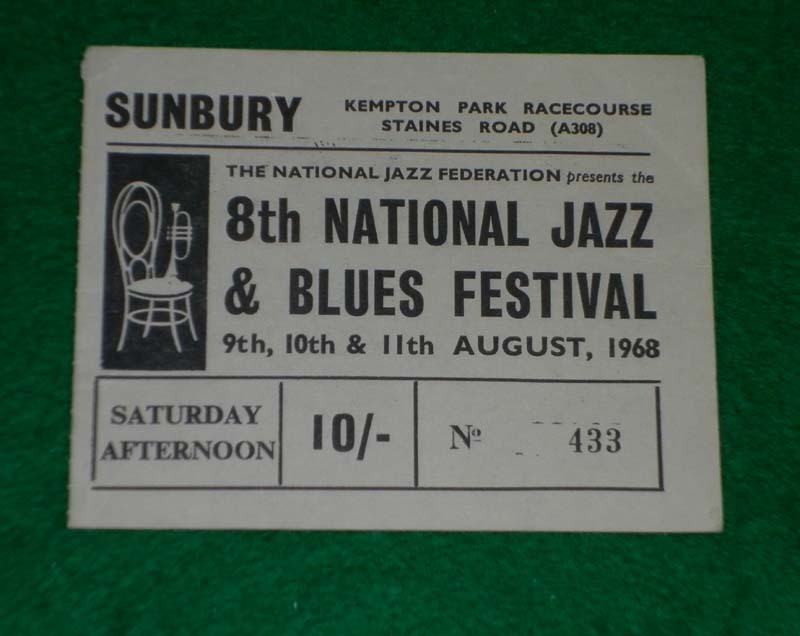 SUNBURY
KEMPTON PARK RACECOURSE
STAINES ROAD (A308)
THE NATIONAL JAZZ FEDERATION presents the
8th NATIONAL JAZZ
& BLUES FESTIVAL
9th, 10th & 11th AUGUST, 1968
SATURDAY
AFTERNOON
10/-
Nº 433